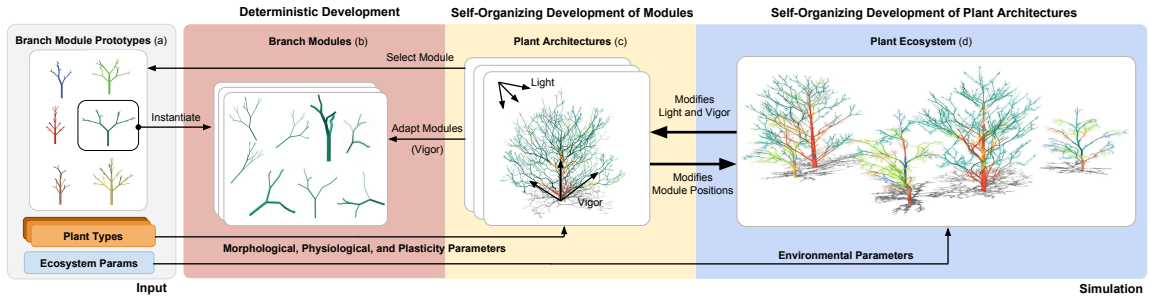 Deterministic Development
Self-Organizing Development of Modules
Self-Organizing Development of Plant Architectures
Branch Module Prototypes (a)
Branch Modules (b)
Plant Architectures (c)
Plant Ecosystem (d)
Select Module
Light
Instantiate
Adapt Modules
(Vigor)
Vigor
Modifies
Light and Vigor
Modifies
Module Positions
Plant Types
Morphological, Physiological, and Plasticity Parameters
Ecosystem Params
Environmental Parameters
Input
Simulation